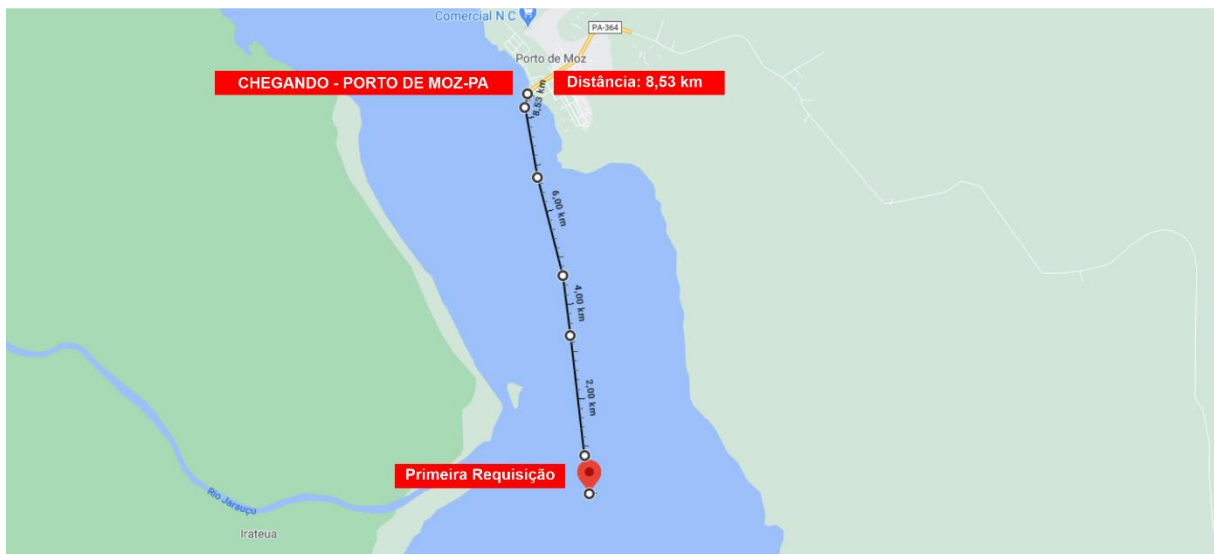 Comercial N C
PA-364
Porto de Moz
CHEGANDO - PORTO DE MOZ-PA
Distância: 8,53 km
8,53 km
6,00 km
4,00 km
2,00 km
Primeira Requisição
Rio Jarauçu
Irateua